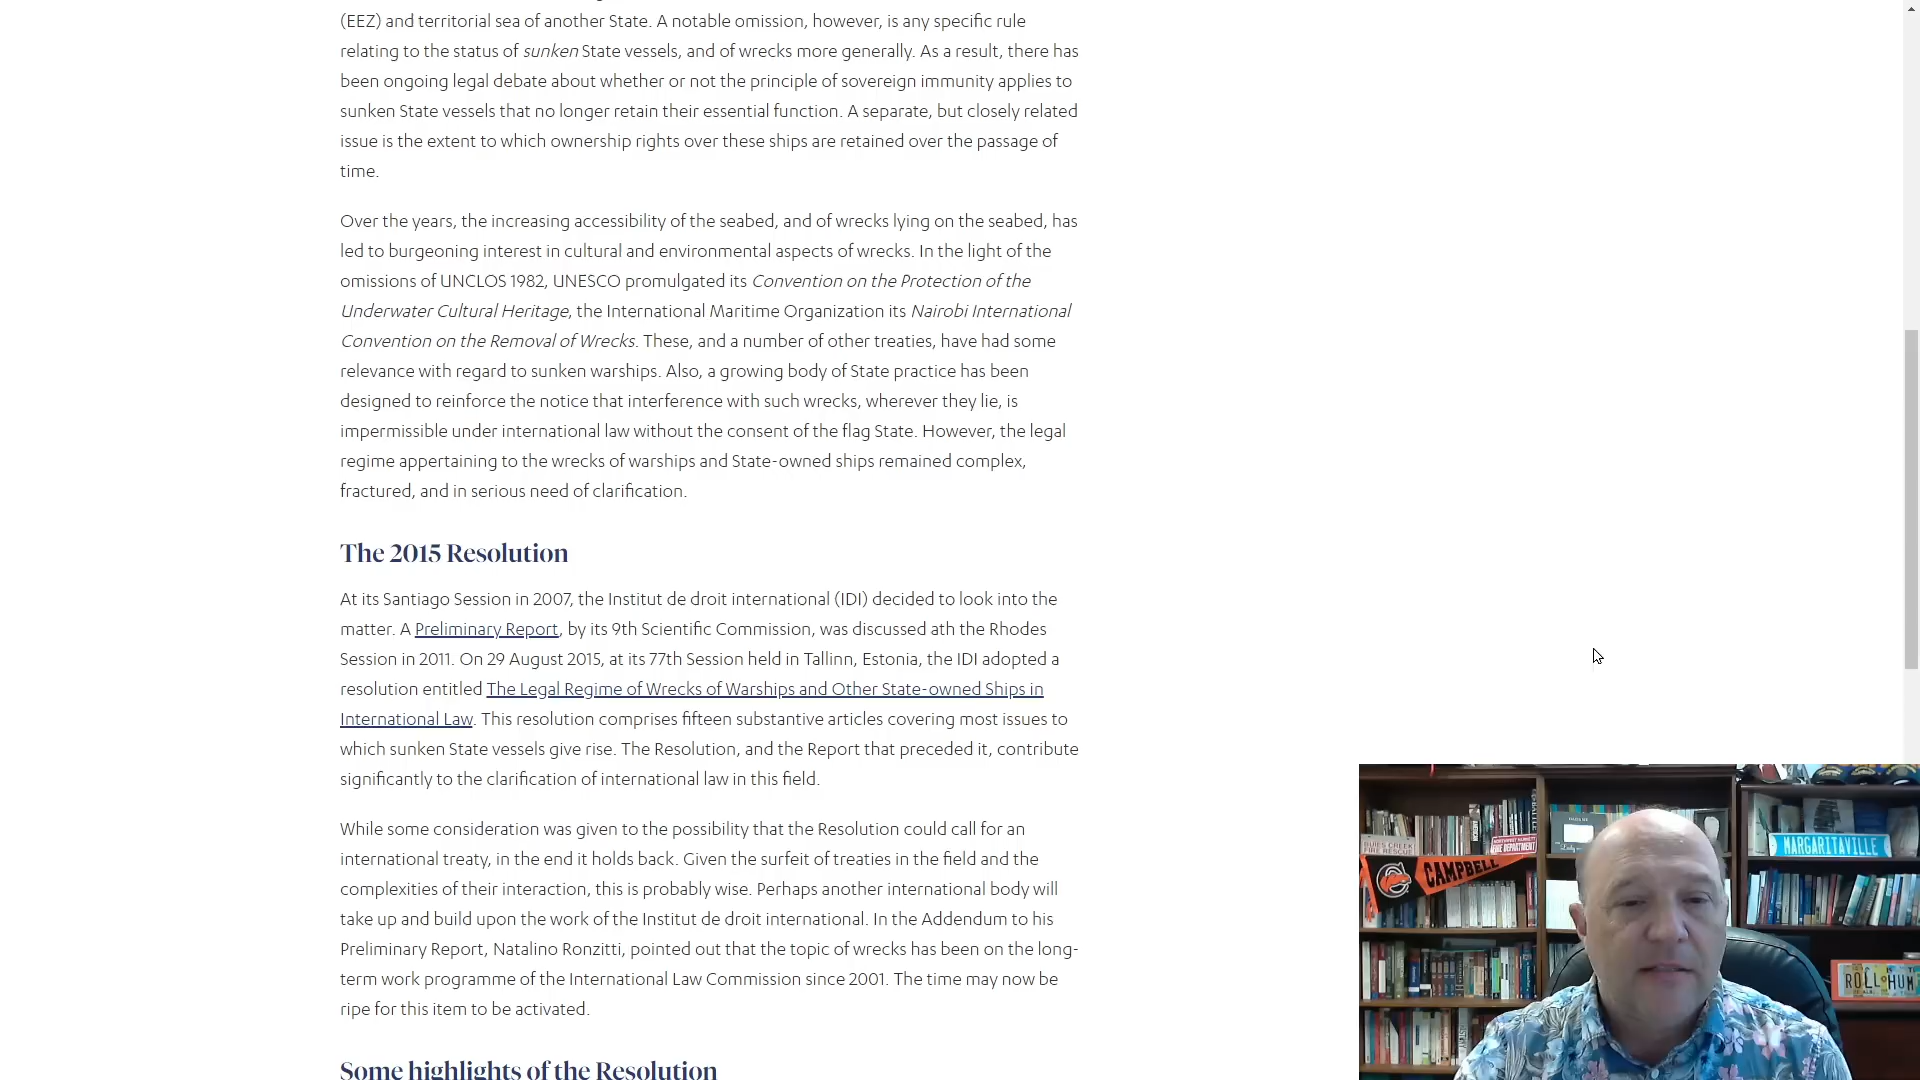 (EEZ) and territorial sea of another State. A notable omission, however, is any specific rule
relating to the status of sunken State vessels, and of wrecks more generally. As a result, there has
been ongoing legal debate about whether or not the principle of sovereign immunity applies to
sunken State vessels that no longer retain their essential function. A separate, but closely related
issue is the extent to which ownership rights over these ships are retained over the passage of
time.
Over the years, the increasing accessibility of the seabed, and of wrecks lying on the seabed, has
led to burgeoning interest in cultural and environmental aspects of wrecks. In the light of the
omissions of UNCLOS 1982, UNESCO promulgated its Convention on the Protection of the
Underwater Cultural Heritage, the International Maritime Organization its Nairobi International
Convention on the Removal of Wrecks. These, and a number of other treaties, have had some
relevance with regard to sunken warships. Also, a growing body of State practice has been
designed to reinforce the notice that interference with such wrecks, wherever they lie, is
impermissible under international law without the consent of the flag State. However, the legal
regime appertaining to the wrecks of warships and State-owned ships remained complex,
fractured, and in serious need of clarification.
The 2015 Resolution
At its Santiago Session in 2007, the Institut de droit international (IDI) decided to look into the
matter. A Preliminary Report, by its 9th Scientific Commission, was discussed ath the Rhodes
Session in 2011. On 29 August 2015, at its 77th Session held in Tallinn, Estonia, the IDI adopted a
resolution entitled The Legal Regime of Wrecks of Warships and Other State-owned Ships in
International Law. This resolution comprises fifteen substantive articles covering most issues to
which sunken State vessels give rise. The Resolution, and the Report that preceded it, contribute
significantly to the clarification of international law in this field.
While some consideration was given to the possibility that the Resolution could call for an
international treaty, in the end it holds back. Given the surfeit of treaties in the field and the
complexities of their interaction, this is probably wise. Perhaps another international body will
take up and build upon the work of the Institut de droit international. In the Addendum to his
Preliminary Report, Natalino Ronzitti, pointed out that the topic of wrecks has been on the long-
term work programme of the International Law Commission since 2001. The time may now be
ripe for this item to be activated.
Some highlights of the Resolution
MARGARITAVILLE
CAMPBELL
ROLL HUM